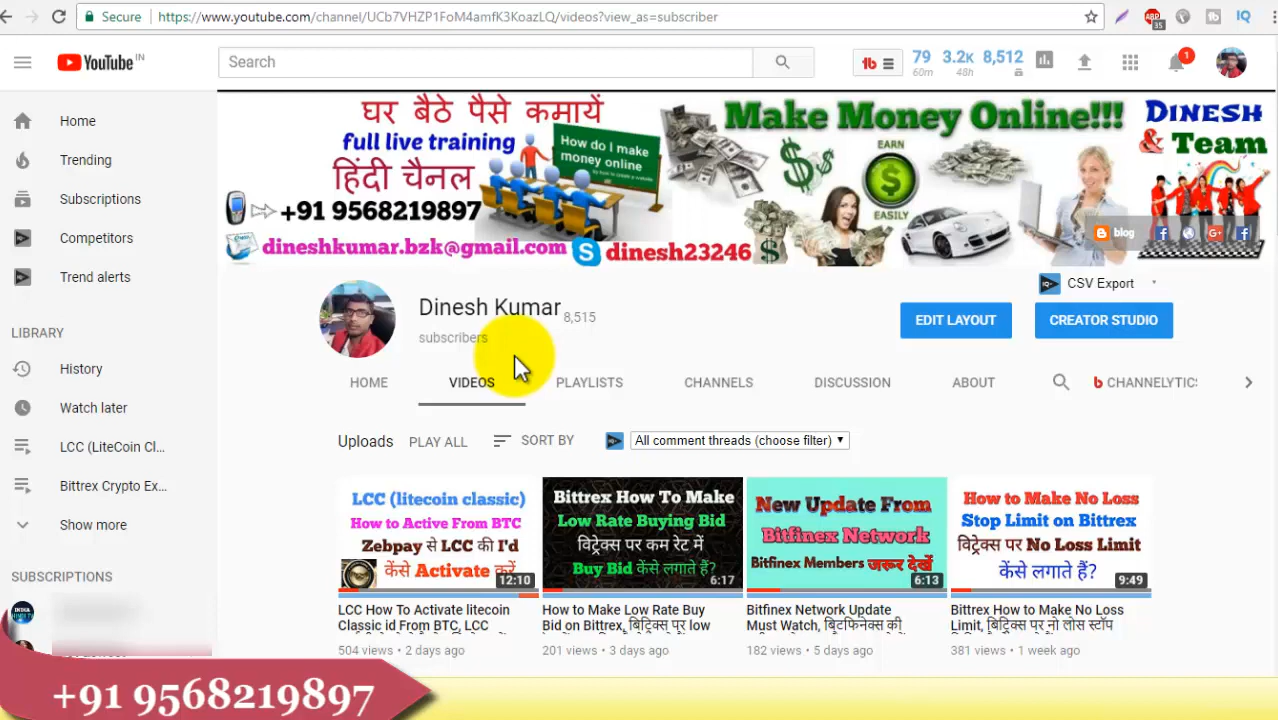 Secure https://www.youtube.com/channel/UCb7VHZP1FoM4amfK3KoazLQ/videos?view_as=subscriber
ABP
35
tb
IQ
YouTube IN
Search
tb
79
60m
3.2k
48h
8,512
1
Home
Trending
Subscriptions
Competitors
Trend alerts
LIBRARY
History
Watch later
LCC (LiteCoin Cl...
Bittrex Crypto Ex...
Show more
SUBSCRIPTIONS
घर बैठे पैसे कमायें
full live training
हिंदी चैनल
+91 9568219897
dineshkumar.bzk@gmail.com
dinesh23246
How do I make
money online
Make Money Online!!!
EARN
$
EASILY
DINESH
& Team
blog
CSV Export
Dinesh Kumar 8,515
subscribers
EDIT LAYOUT
CREATOR STUDIO
HOME
VIDEOS
PLAYLISTS
CHANNELS
DISCUSSION
ABOUT
CHANNELYTICS
Uploads PLAY ALL SORT BY
All comment threads (choose filter)
LCC (litecoin classic)
How to Active From BTC
Zebpay से LCC की I'd
केंसे Activate करें
12:10
LCC How To Activate litecoin
Classic id From BTC, LCC
504 views • 2 days ago
Bittrex How To Make
Low Rate Buying Bid
विट्रेक्स पर कम रेट में
Buy Bid केंसे लगाते हैं?
6:17
How to Make Low Rate Buy
Bid on Bittrex, बिट्रिक्स पर low
201 views • 3 days ago
New Update From
Bitfinex Network
Bitfinex Members जरूर देखें
6:13
Bitfinex Network Update
Must Watch, बिटफिनेक्स की
182 views • 5 days ago
How to Make No Loss
Stop Limit on Bittrex
विट्रेक्स पर No Loss Limit
केंसे लगाते हैं?
9:49
Bittrex How to Make No Loss
Limit, बिट्रिक्स पर नो लोस स्टॉप
381 views • 1 week ago
+91 9568219897